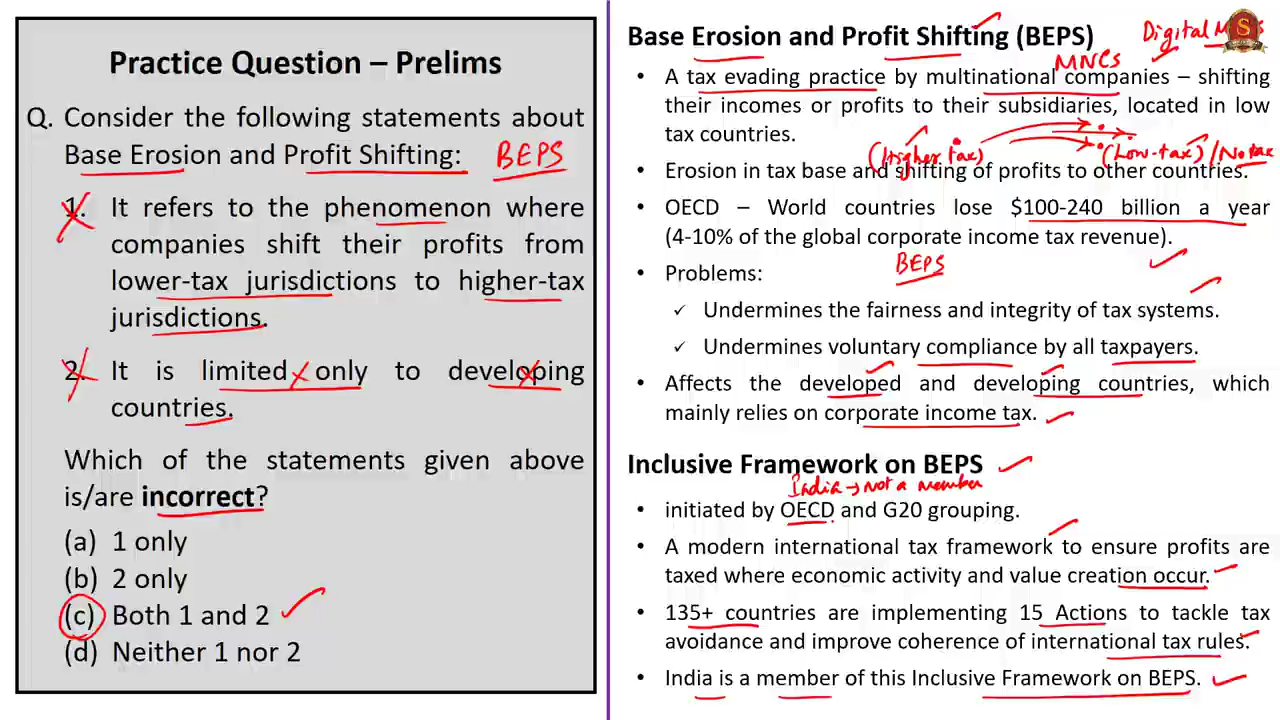 Practice Question – Prelims
Q. Consider the following statements about
Base Erosion and Profit Shifting: BEPS
1. It refers to the phenomenon where
companies shift their profits from
lower-tax jurisdictions to higher-tax
jurisdictions.
2. It is limited only to developing
countries.
Which of the statements given above
is/are incorrect?
(a) 1 only
(b) 2 only
(c) Both 1 and 2
(d) Neither 1 nor 2
Base Erosion and Profit Shifting (BEPS)
Digital
MNCs
• A tax evading practice by multinational companies – shifting
their incomes or profits to their subsidiaries, located in low
tax countries.
(Higher tax) (Low-tax) / No tax
• Erosion in tax base and shifting of profits to other countries.
• OECD – World countries lose $100-240 billion a year
(4-10% of the global corporate income tax revenue).
BEPS
• Problems:
✓ Undermines the fairness and integrity of tax systems.
✓ Undermines voluntary compliance by all taxpayers.
• Affects the developed and developing countries, which
mainly relies on corporate income tax.
Inclusive Framework on BEPS
India → not a member
• initiated by OECD and G20 grouping.
• A modern international tax framework to ensure profits are
taxed where economic activity and value creation occur.
• 135+ countries are implementing 15 Actions to tackle tax
avoidance and improve coherence of international tax rules.
• India is a member of this Inclusive Framework on BEPS.